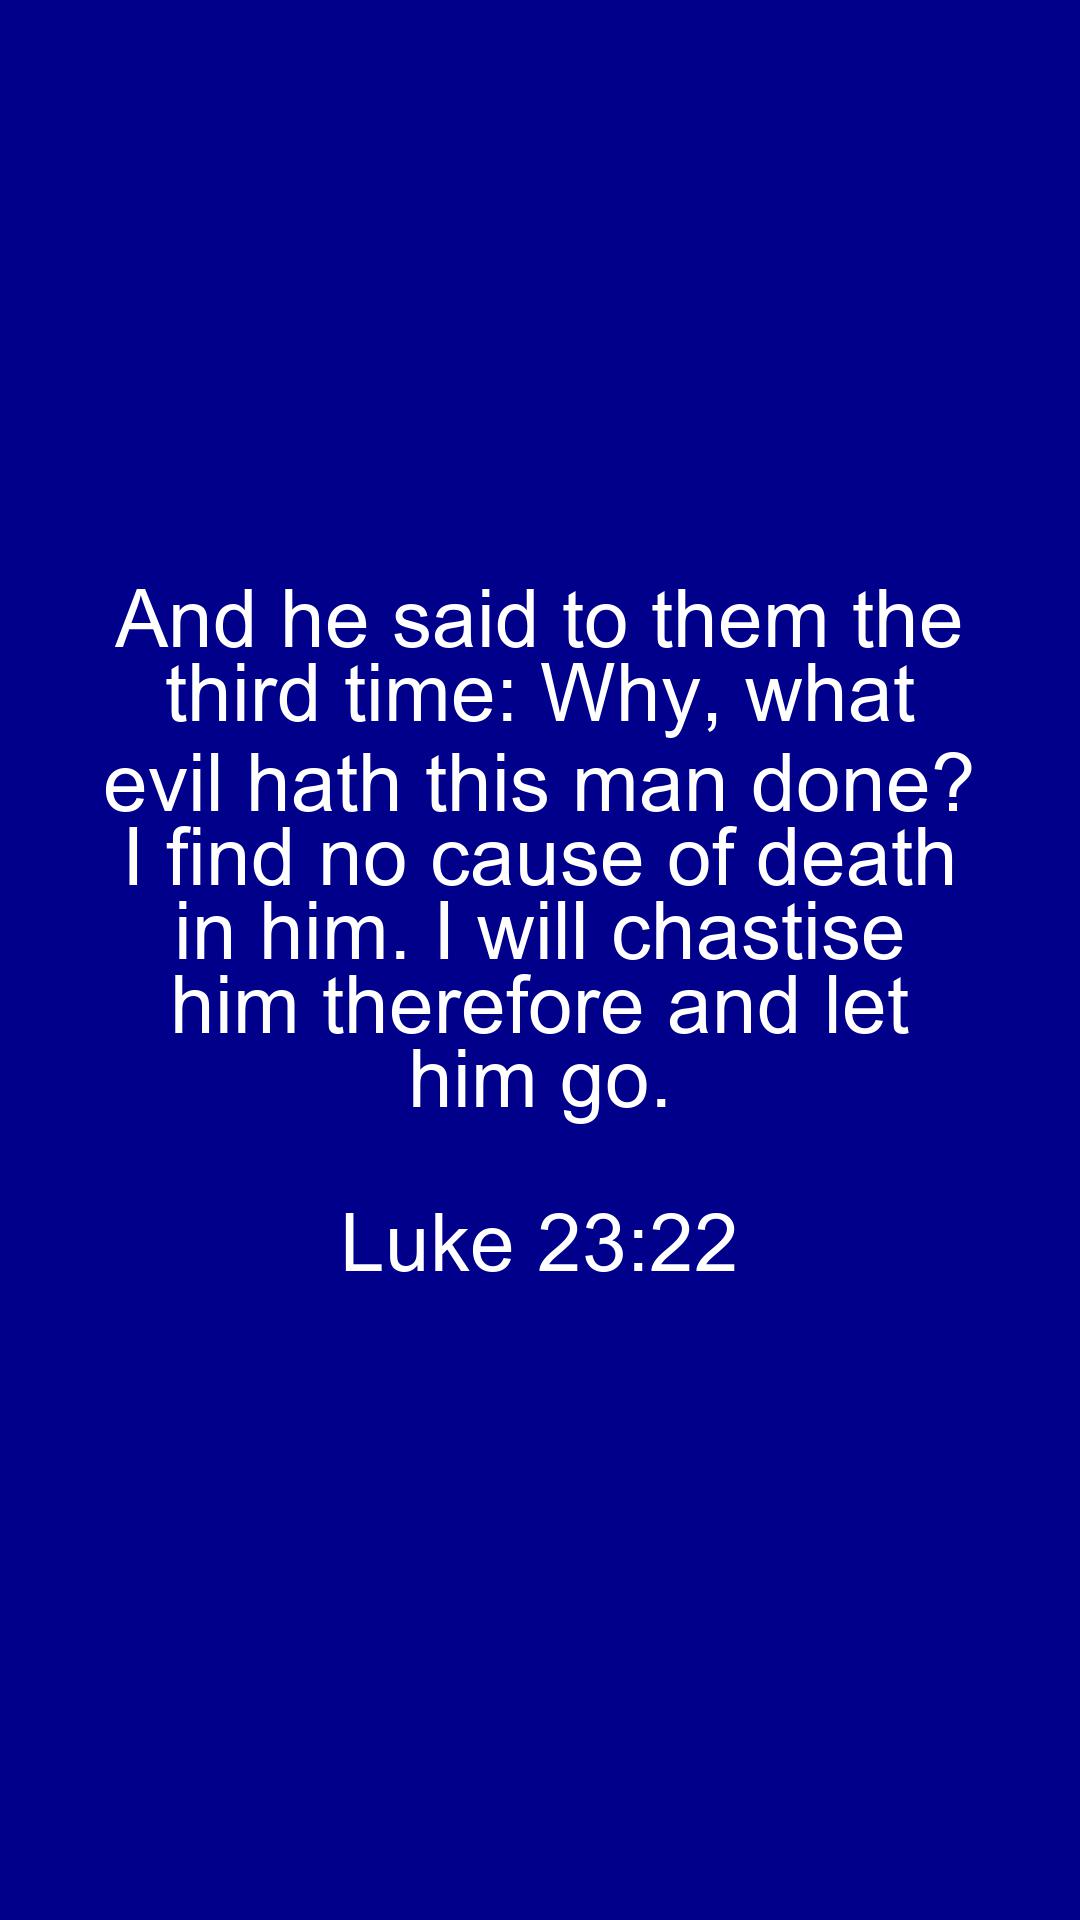 And he said to them the
third time: Why, what
evil hath this man done?
I find no cause of death
in him. I will chastise
him therefore and let
him go.
Luke 23:22